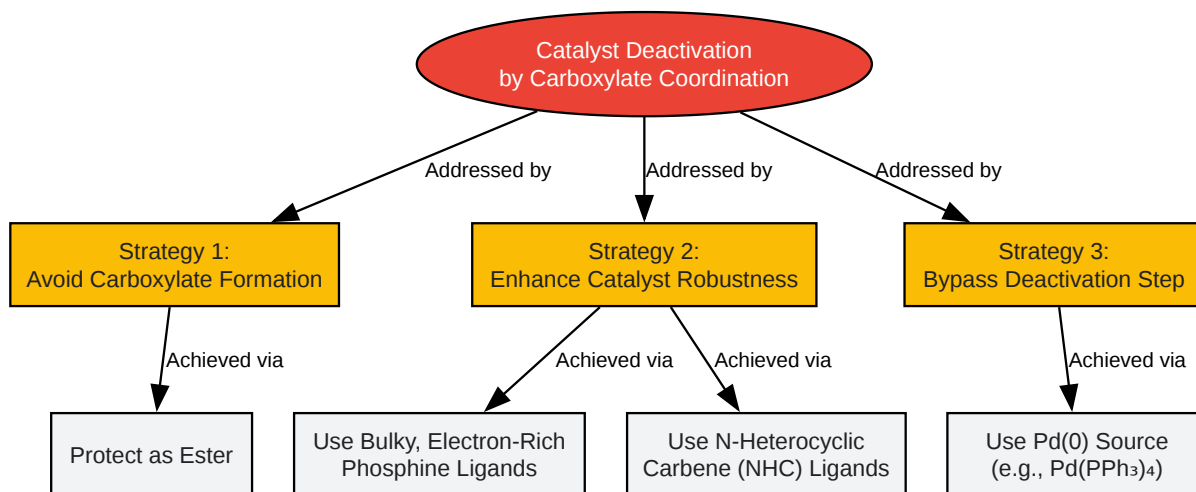 Catalyst Deactivation
by Carboxylate Coordination
Addressed by
Addressed by
Addressed by
Strategy 1:
Avoid Carboxylate Formation
Strategy 2:
Enhance Catalyst Robustness
Strategy 3:
Bypass Deactivation Step
Achieved via
Achieved via
Achieved via
Achieved via
Protect as Ester
Use Bulky, Electron-Rich
Phosphine Ligands
Use N-Heterocyclic
Carbene (NHC) Ligands
Use Pd(0) Source
(e.g., Pd(PPh₃)₄)